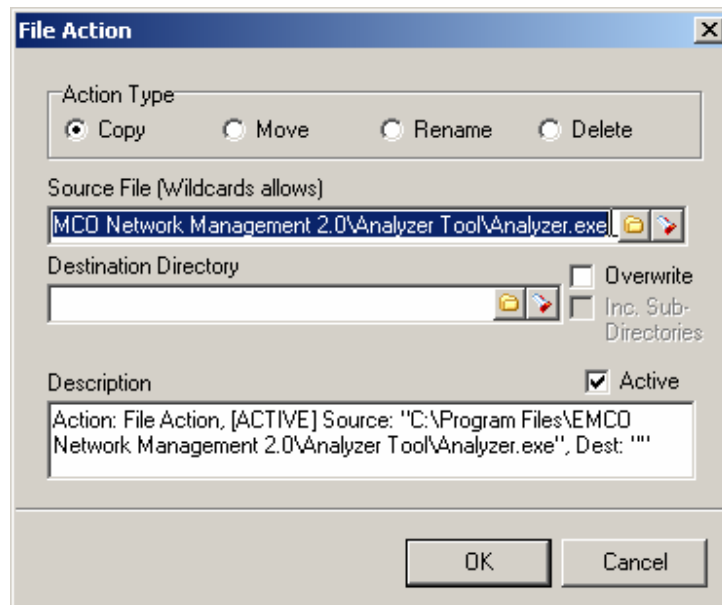 File Action
Action Type
Copy Move Rename Delete
Source File (Wildcards allows)
MCO Network Management 2.0\Analyzer Tool\Analyzer.exe
Destination Directory
Overwrite
Inc. Sub-
Directories
Description
Active
Action: File Action, [ACTIVE] Source: "C:\Program Files\EMCO
Network Management 2.0\Analyzer Tool\Analyzer.exe", Dest: ""
OK Cancel